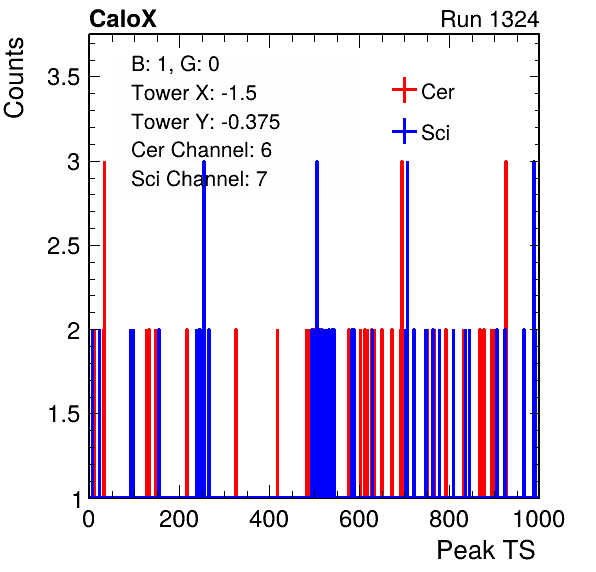 CaloX
Run 1324
Counts
B: 1, G: 0
Tower X: -1.5
Tower Y: -0.375
Cer Channel: 6
Sci Channel: 7
Cer
Sci
3.5
3
2.5
2
1.5
1
0 200 400 600 800 1000
Peak TS